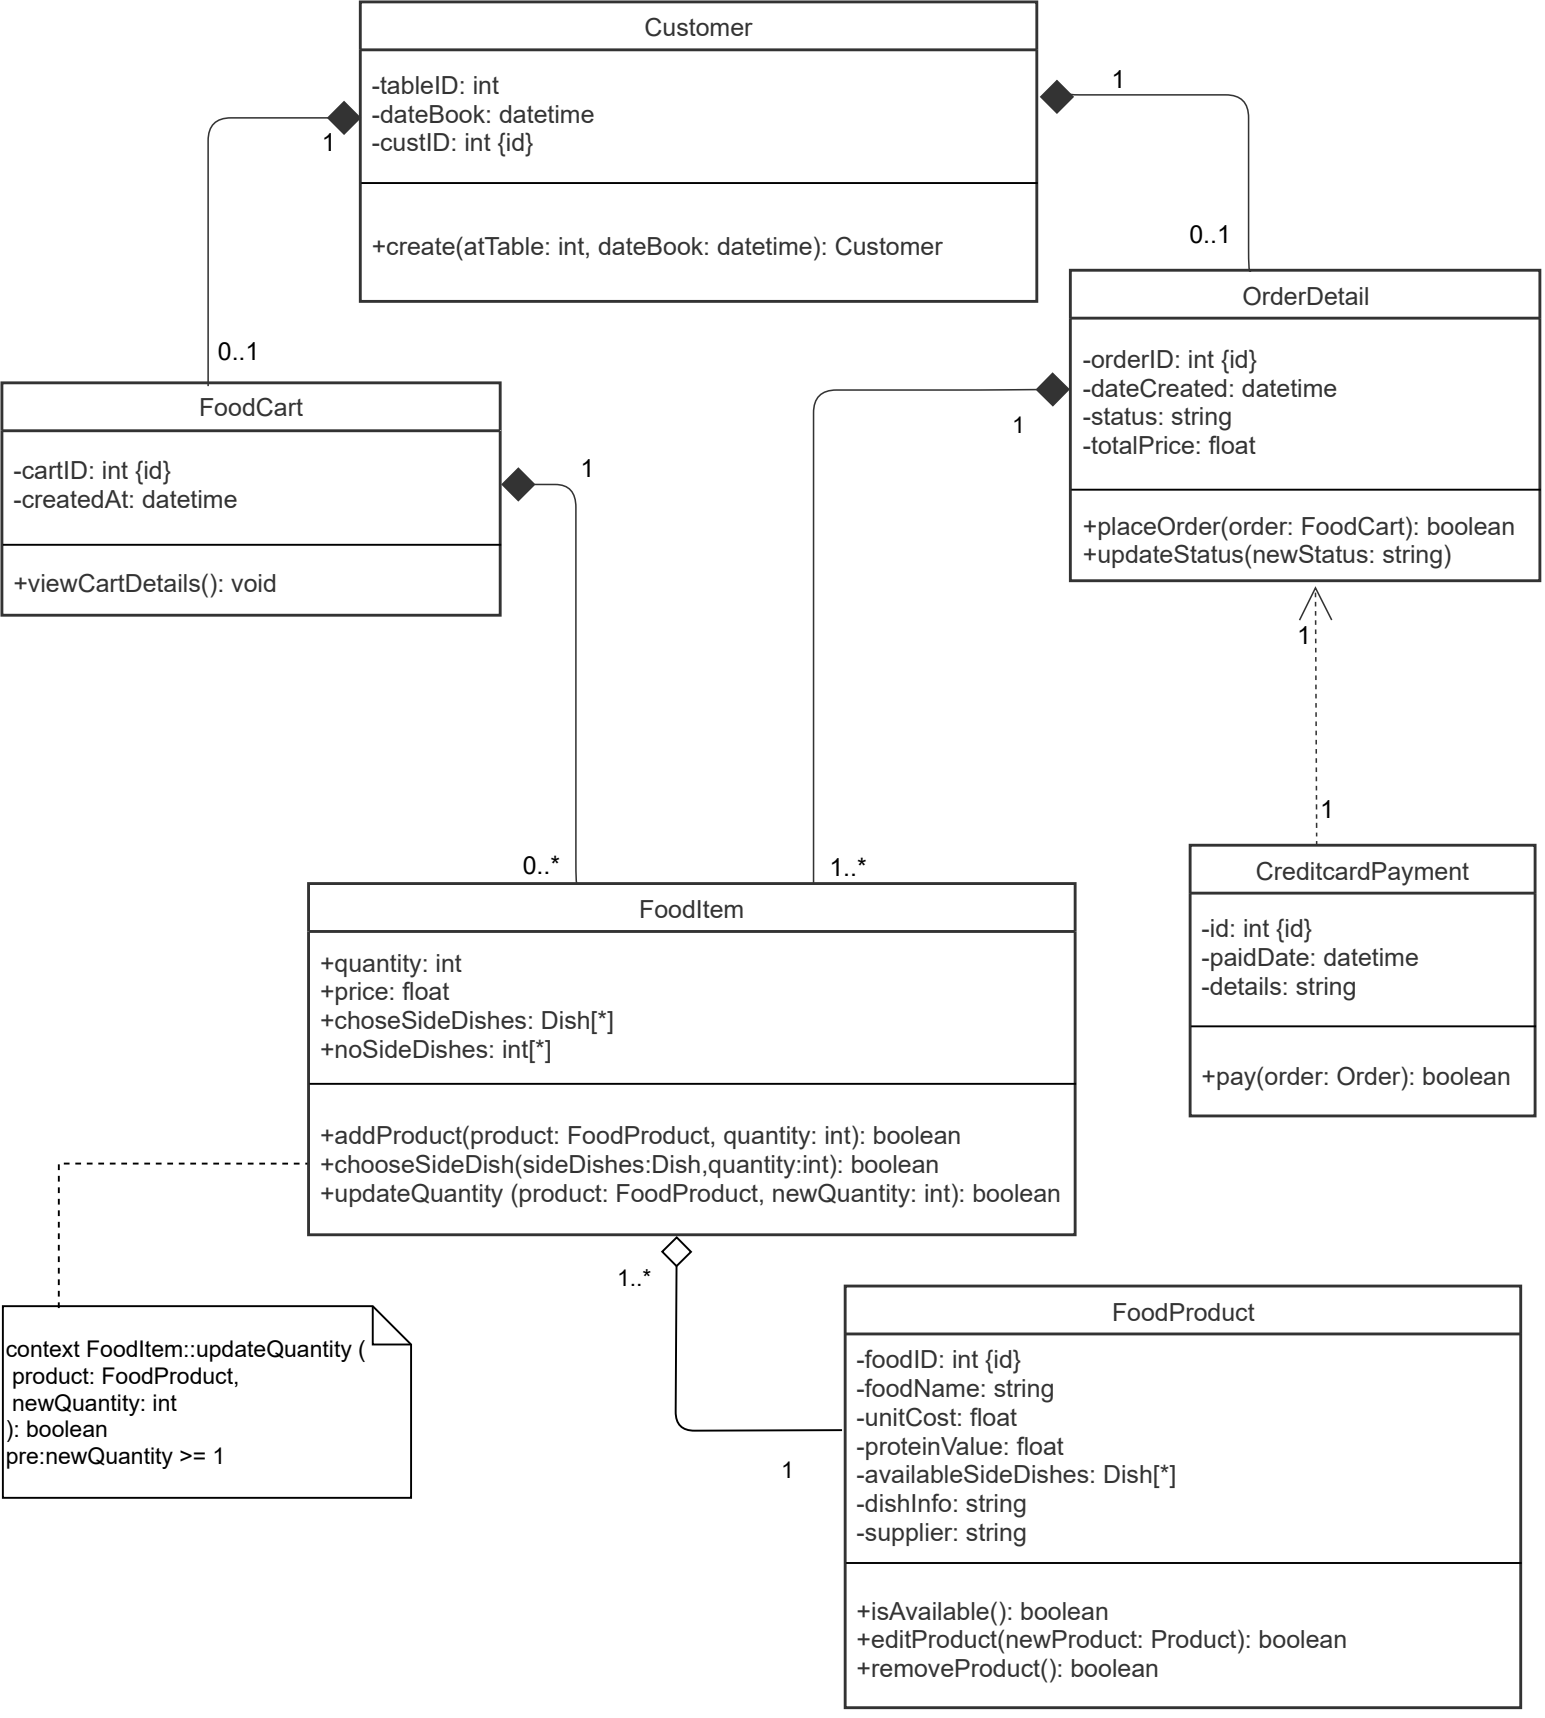 Customer
-tableID: int
-dateBook: datetime
-custID: int {id}
+create(atTable: int, dateBook: datetime): Customer
1
0..1
1
0..1
OrderDetail
-orderID: int {id}
-dateCreated: datetime
-status: string
-totalPrice: float
+placeOrder(order: FoodCart): boolean
+updateStatus(newStatus: string)
FoodCart
-cartID: int {id}
-createdAt: datetime
+viewCartDetails(): void
1
0..*
1
1..*
1
1
CreditcardPayment
-id: int {id}
-paidDate: datetime
-details: string
+pay(order: Order): boolean
FoodItem
+quantity: int
+price: float
+choseSideDishes: Dish[*]
+noSideDishes: int[*]
+addProduct(product: FoodProduct, quantity: int): boolean
+chooseSideDish(sideDishes:Dish,quantity:int): boolean
+updateQuantity (product: FoodProduct, newQuantity: int): boolean
1..*
1
context FoodItem::updateQuantity (
product: FoodProduct,
newQuantity: int
): boolean
pre:newQuantity >= 1
FoodProduct
-foodID: int {id}
-foodName: string
-unitCost: float
-proteinValue: float
-availableSideDishes: Dish[*]
-dishInfo: string
-supplier: string
+isAvailable(): boolean
+editProduct(newProduct: Product): boolean
+removeProduct(): boolean